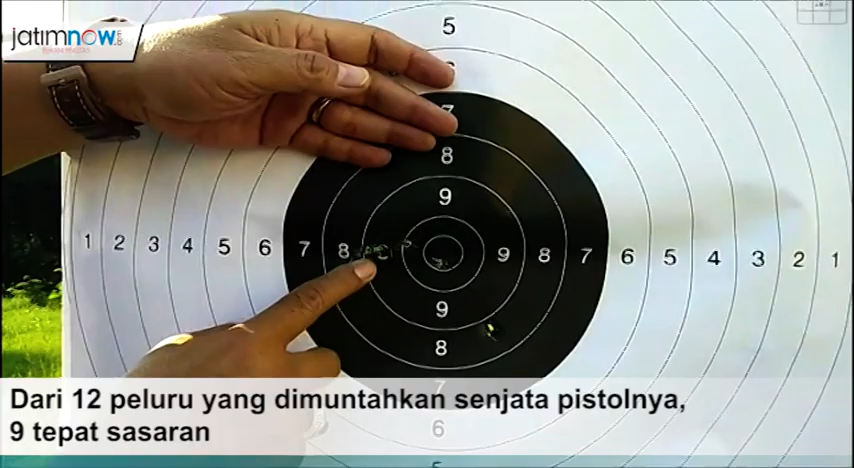 jatimnow.com
5
7
8
9
1 2 3 4 5 6 7 8 9 8 7 6 5 4 3 2 1
9
8
7
6
5
Dari 12 peluru yang dimuntahkan senjata pistolnya,
9 tepat sasaran